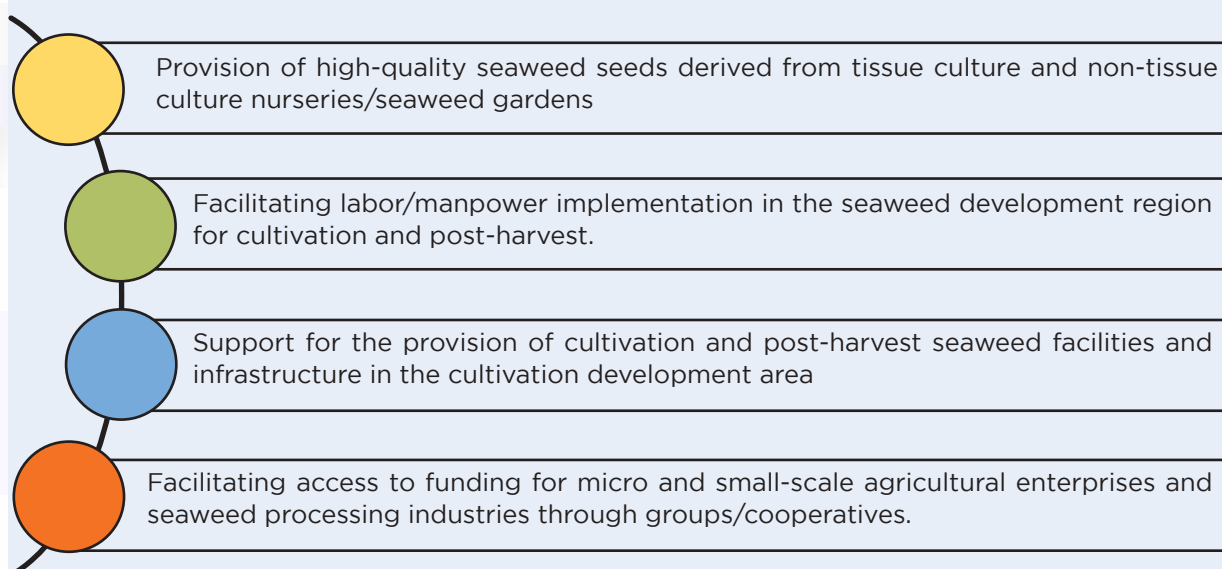 Provision of high-quality seaweed seeds derived from tissue culture and non-tissue
culture nurseries/seaweed gardens
Facilitating labor/manpower implementation in the seaweed development region
for cultivation and post-harvest.
Support for the provision of cultivation and post-harvest seaweed facilities and
infrastructure in the cultivation development area
Facilitating access to funding for micro and small-scale agricultural enterprises and
seaweed processing industries through groups/cooperatives.